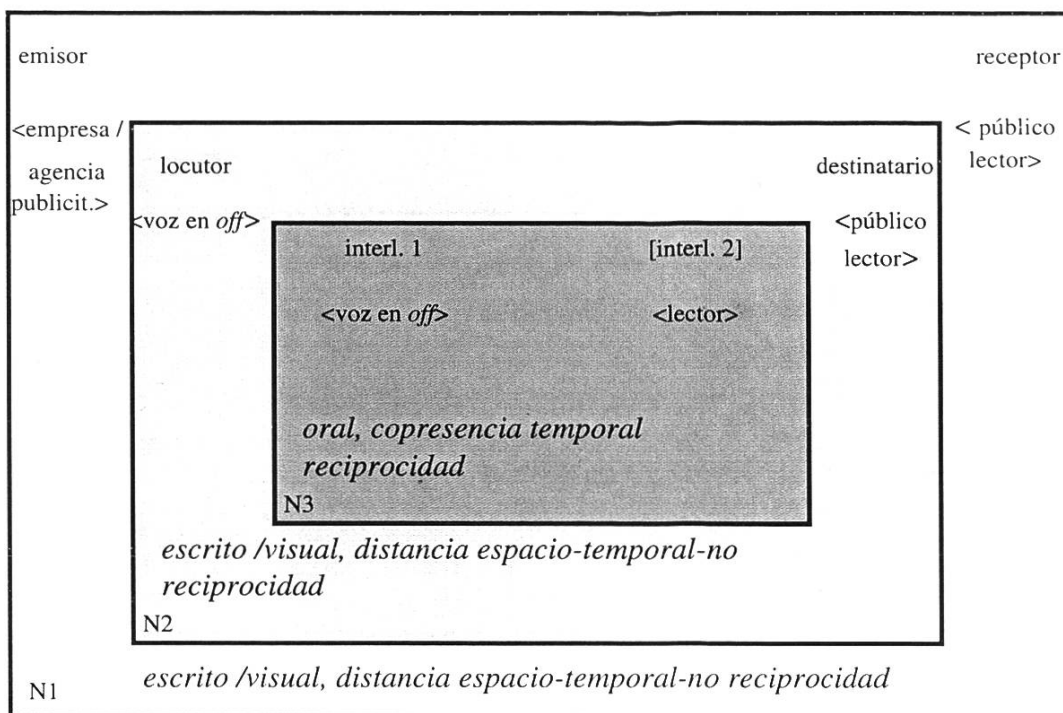 emisor
receptor
<empresa /
agencia
publicit.>
< público
lector>
locutor
destinatario
<voz en off>
<público
lector>
interl. 1
[interl. 2]
<voz en off>
<lector>
oral, copresencia temporal
reciprocidad
N3
escrito /visual, distancia espacio-temporal-no
reciprocidad
N2
escrito /visual, distancia espacio-temporal-no reciprocidad
N1